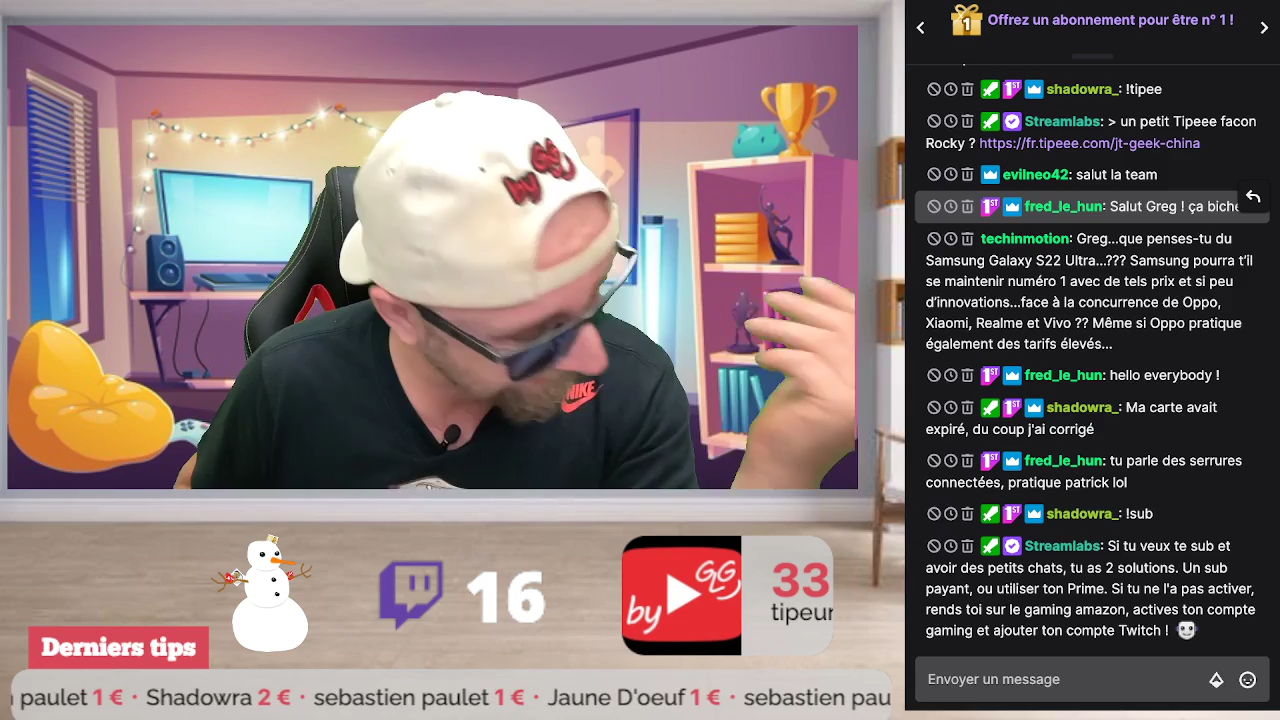 Offrez un abonnement pour être n° 1 !
1
shadowra_: !tipee
Streamlabs: > un petit Tipeee facon
Rocky ? https://fr.tipeee.com/jt-geek-china
evilneo42: salut la team
fred_le_hun: Salut Greg ! ça biche
techinmotion: Greg...que penses-tu du
Samsung Galaxy S22 Ultra...??? Samsung pourra t'il
se maintenir numéro 1 avec de tels prix et si peu
d'innovations...face à la concurrence de Oppo,
Xiaomi, Realme et Vivo ?? Même si Oppo pratique
également des tarifs élevés...
fred_le_hun: hello everybody !
shadowra_: Ma carte avait
expiré, du coup j'ai corrigé
fred_le_hun: tu parle des serrures
connectées, pratique patrick lol
shadowra_: !sub
Streamlabs: Si tu veux te sub et
avoir des petits chats, tu as 2 solutions. Un sub
payant, ou utiliser ton Prime. Si tu ne l'a pas activer,
rends toi sur le gaming amazon, actives ton compte
gaming et ajouter ton compte Twitch !
Envoyer un message
by GG
NIKE
16
by GG
33
tipeur
Derniers tips
paulet 1 € · Shadowra 2 € · sebastien paulet 1 € · Jaune D'oeuf 1 € · sebastien pau